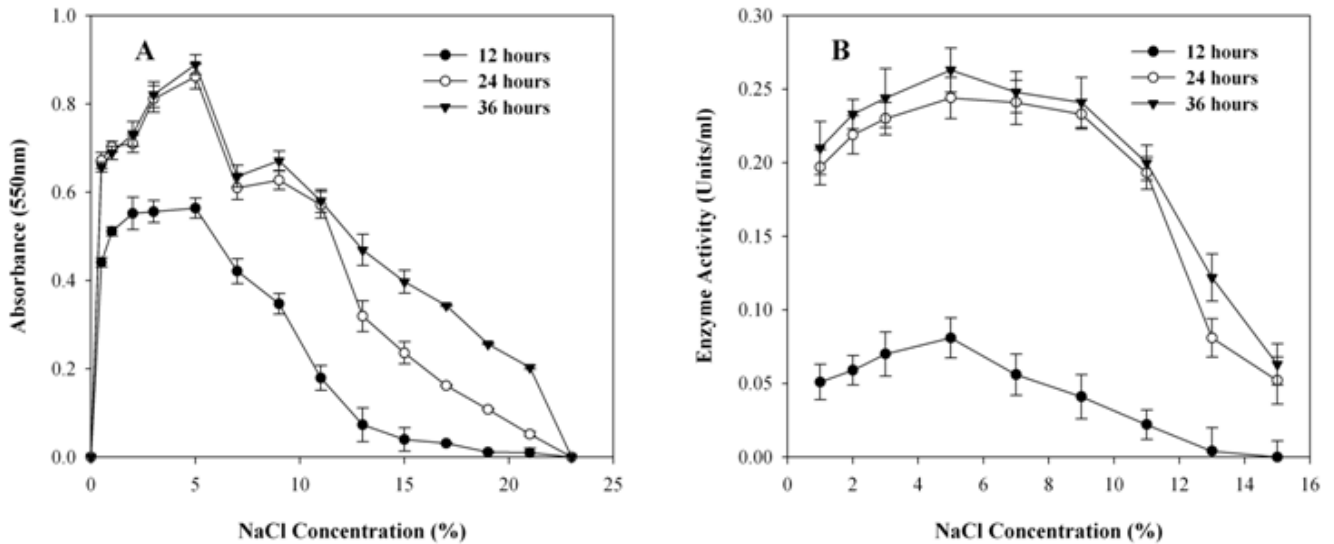 A
12 hours
24 hours
36 hours
Absorbance (550nm)
1.0
0.8
0.6
0.4
0.2
0.0
0 5 10 15 20 25
NaCl Concentration (%)
B
12 hours
24 hours
36 hours
Enzyme Activity (Units/ml)
0.30
0.25
0.20
0.15
0.10
0.05
0.00
0 2 4 6 8 10 12 14 16
NaCl Concentration (%)